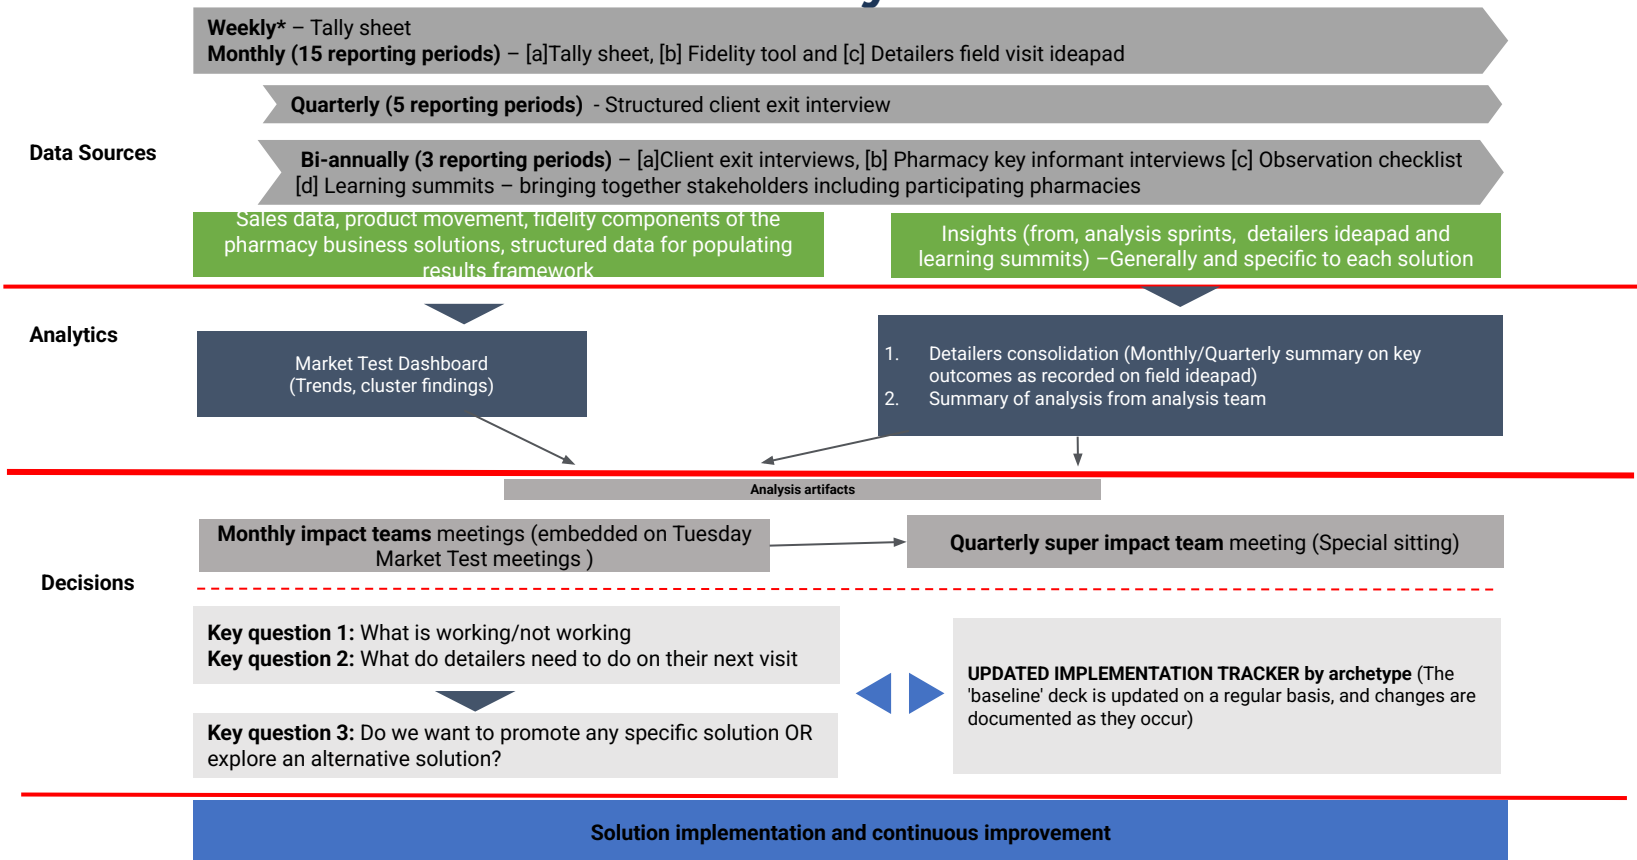 Weekly* – Tally sheet
Monthly (15 reporting periods) – [a]Tally sheet, [b] Fidelity tool and [c] Detailers field visit ideapad
Quarterly (5 reporting periods) - Structured client exit interview
Data Sources
Bi-annually (3 reporting periods) – [a]Client exit interviews, [b] Pharmacy key informant interviews [c] Observation checklist
[d] Learning summits – bringing together stakeholders including participating pharmacies
Sales data, product movement, fidelity components of the
pharmacy business solutions, structured data for populating
results framework
Insights (from, analysis sprints, detailers ideapad and
learning summits) –Generally and specific to each solution
Analytics
Market Test Dashboard
(Trends, cluster findings)
1. Detailers consolidation (Monthly/Quarterly summary on key
outcomes as recorded on field ideapad)
2. Summary of analysis from analysis team
Analysis artifacts
Monthly impact teams meetings (embedded on Tuesday
Market Test meetings )
Quarterly super impact team meeting (Special sitting)
Decisions
Key question 1: What is working/not working
Key question 2: What do detailers need to do on their next visit
Key question 3: Do we want to promote any specific solution OR
explore an alternative solution?
UPDATED IMPLEMENTATION TRACKER by archetype (The
'baseline' deck is updated on a regular basis, and changes are
documented as they occur)
Solution implementation and continuous improvement